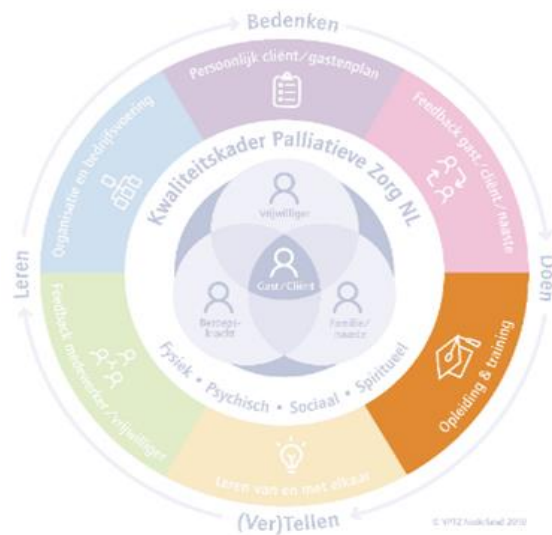 Bedenken
Persoonlijk cliënt/gastenplan
Organisatie en bedrijfsvoering
Feedback gast/cliënt/naaste
Kwaliteitskader Palliatieve Zorg NL
Vrijwilliger
Leren
Doen
Gast/Cliënt
Beroeps-
kracht
Familie/
naaste
Fysiek • Psychisch • Sociaal • Spiritueel
Feedback medewerker/vrijwilliger
Opleiding & training
Leren van en met elkaar
(Ver)Tellen
© VPTZ Nederland